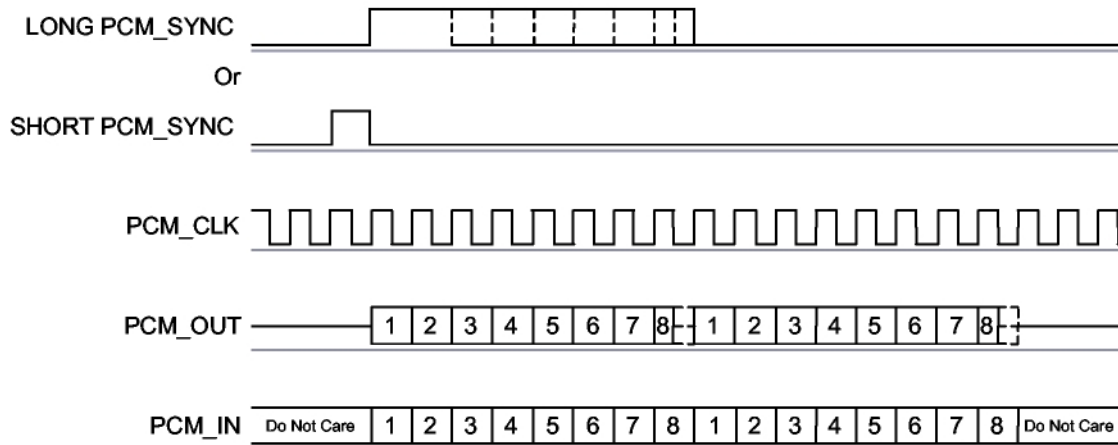 LONG PCM_SYNC
Or
SHORT PCM_SYNC
PCM_CLK
PCM_OUT 1 2 3 4 5 6 7 8 1 2 3 4 5 6 7 8
PCM_IN Do Not Care 1 2 3 4 5 6 7 8 1 2 3 4 5 6 7 8 Do Not Care